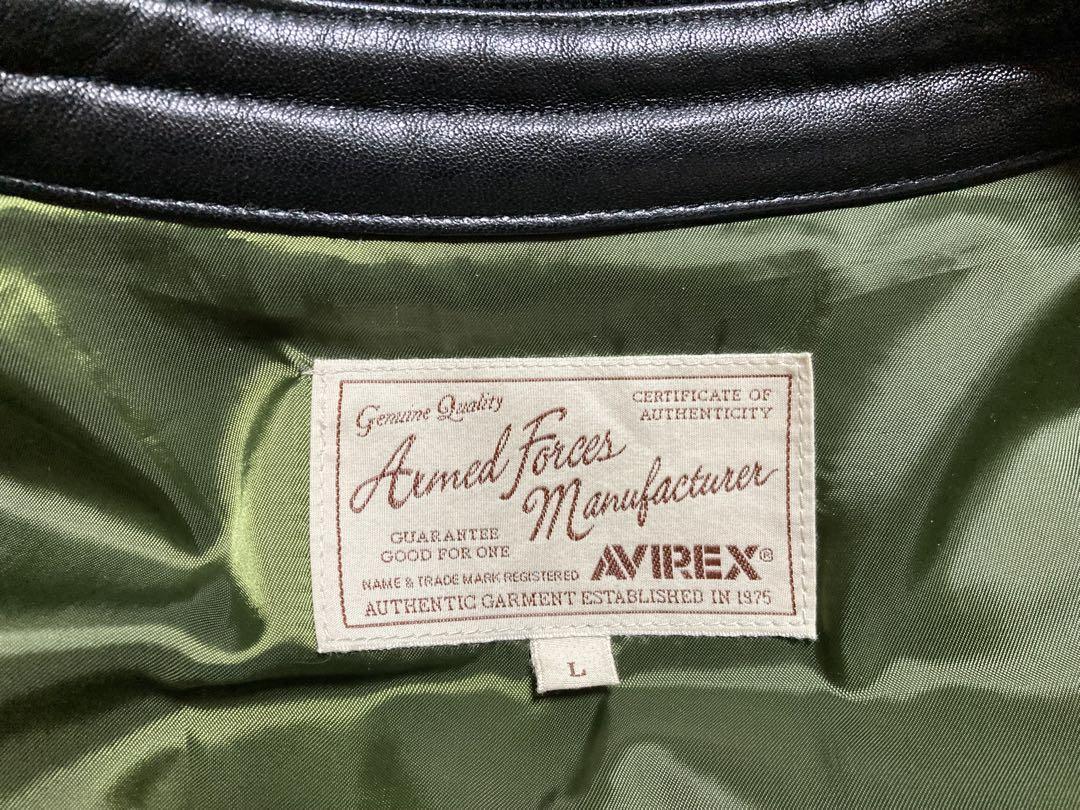 Genuine Quality
CERTIFICATE OF
AUTHENTICITY
Armed Forces
Manufacturer
GUARANTEE
GOOD FOR ONE
NAME & TRADE MARK REGISTERED
AVIREX®
AUTHENTIC GARMENT ESTABLISHED IN 1975
L